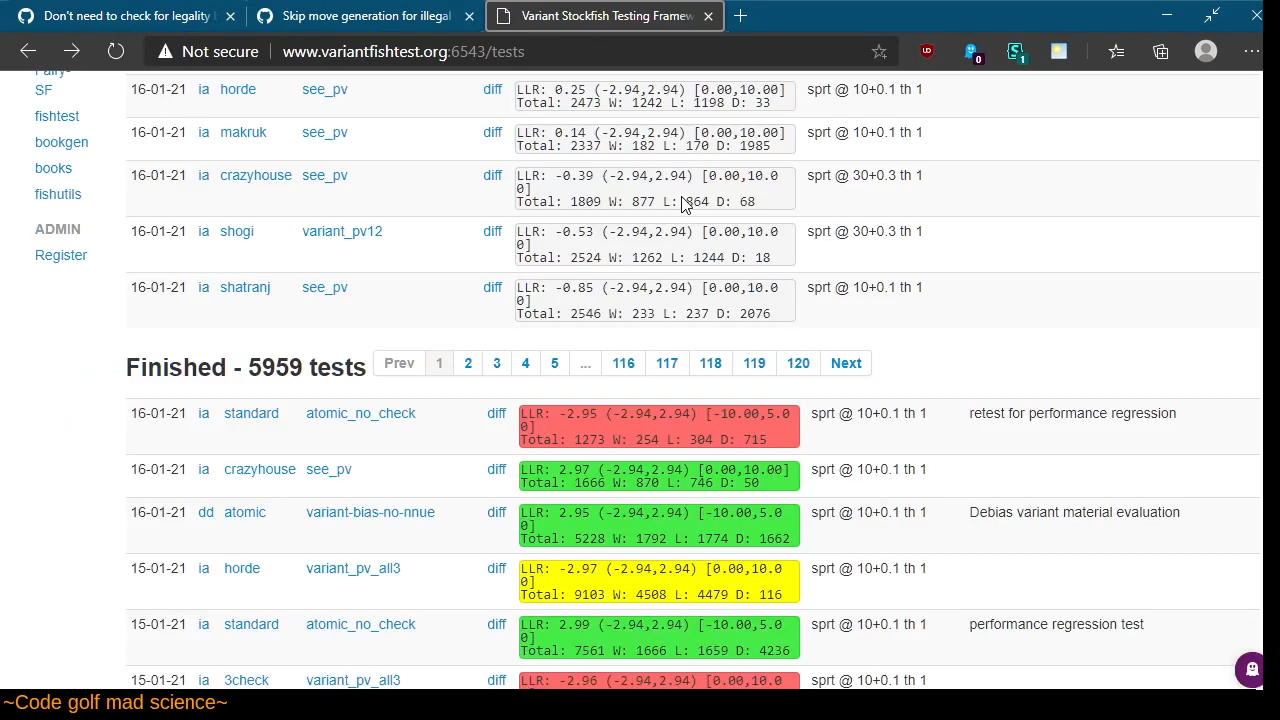 Don't need to check for legality
Skip move generation for illegal
Variant Stockfish Testing Framew
Not secure www.variantfishtest.org:6543/tests
0
1
Fairy-
SF
fishtest
bookgen
books
fishutils
ADMIN
Register
16-01-21 ia horde see_pv diff LLR: 0.25 (-2.94,2.94) [0.00,10.00] sprt @ 10+0.1 th 1
Total: 2473 W: 1242 L: 1198 D: 33
16-01-21 ia makruk see_pv diff LLR: 0.14 (-2.94,2.94) [0.00,10.00] sprt @ 10+0.1 th 1
Total: 2337 W: 182 L: 170 D: 1985
16-01-21 ia crazyhouse see_pv diff LLR: -0.39 (-2.94,2.94) [0.00,10.0 sprt @ 30+0.3 th 1
0]
Total: 1809 W: 877 L: 864 D: 68
16-01-21 ia shogi variant_pv12 diff LLR: -0.53 (-2.94,2.94) [0.00,10.0 sprt @ 30+0.3 th 1
0]
Total: 2524 W: 1262 L: 1244 D: 18
16-01-21 ia shatranj see_pv diff LLR: -0.85 (-2.94,2.94) [0.00,10.0 sprt @ 10+0.1 th 1
0]
Total: 2546 W: 233 L: 237 D: 2076
Finished - 5959 tests Prev 1 2 3 4 5 ... 116 117 118 119 120 Next
16-01-21 ia standard atomic_no_check diff LLR: -2.95 (-2.94,2.94) [-10.00,5.0 sprt @ 10+0.1 th 1 retest for performance regression
0]
Total: 1273 W: 254 L: 304 D: 715
16-01-21 ia crazyhouse see_pv diff LLR: 2.97 (-2.94,2.94) [0.00,10.00] sprt @ 10+0.1 th 1
Total: 1666 W: 870 L: 746 D: 50
16-01-21 dd atomic variant-bias-no-nnue diff LLR: 2.95 (-2.94,2.94) [-10.00,5.0 sprt @ 10+0.1 th 1 Debias variant material evaluation
0]
Total: 5228 W: 1792 L: 1774 D: 1662
15-01-21 ia horde variant_pv_all3 diff LLR: -2.97 (-2.94,2.94) [0.00,10.0 sprt @ 10+0.1 th 1
0]
Total: 9103 W: 4508 L: 4479 D: 116
15-01-21 ia standard atomic_no_check diff LLR: 2.99 (-2.94,2.94) [-10.00,5.0 sprt @ 10+0.1 th 1 performance regression test
0]
Total: 7561 W: 1666 L: 1659 D: 4236
15-01-21 ia 3check variant_pv_all3 diff LLR: -2.96 (-2.94,2.94) [0.00,10.0 sprt @ 10+0.1 th 1
~Code golf mad science~